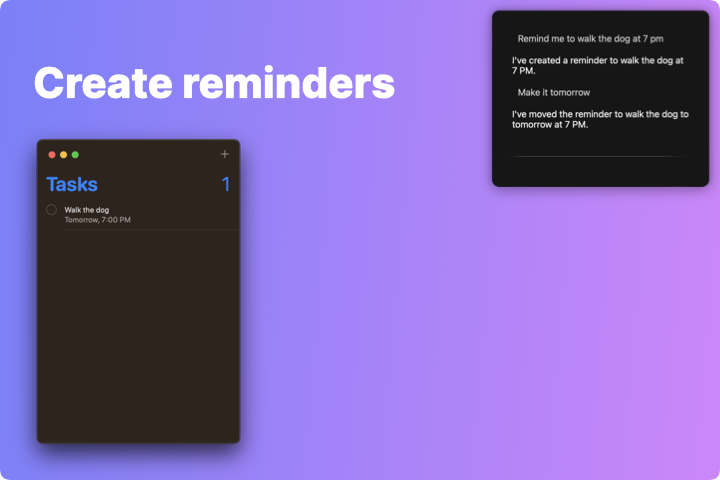 Create reminders
Remind me to walk the dog at 7 pm
I've created a reminder to walk the dog at
7 PM.
Make it tomorrow
I've moved the reminder to walk the dog to
tomorrow at 7 PM.
+
Tasks 1
Walk the dog
Tomorrow, 7:00 PM